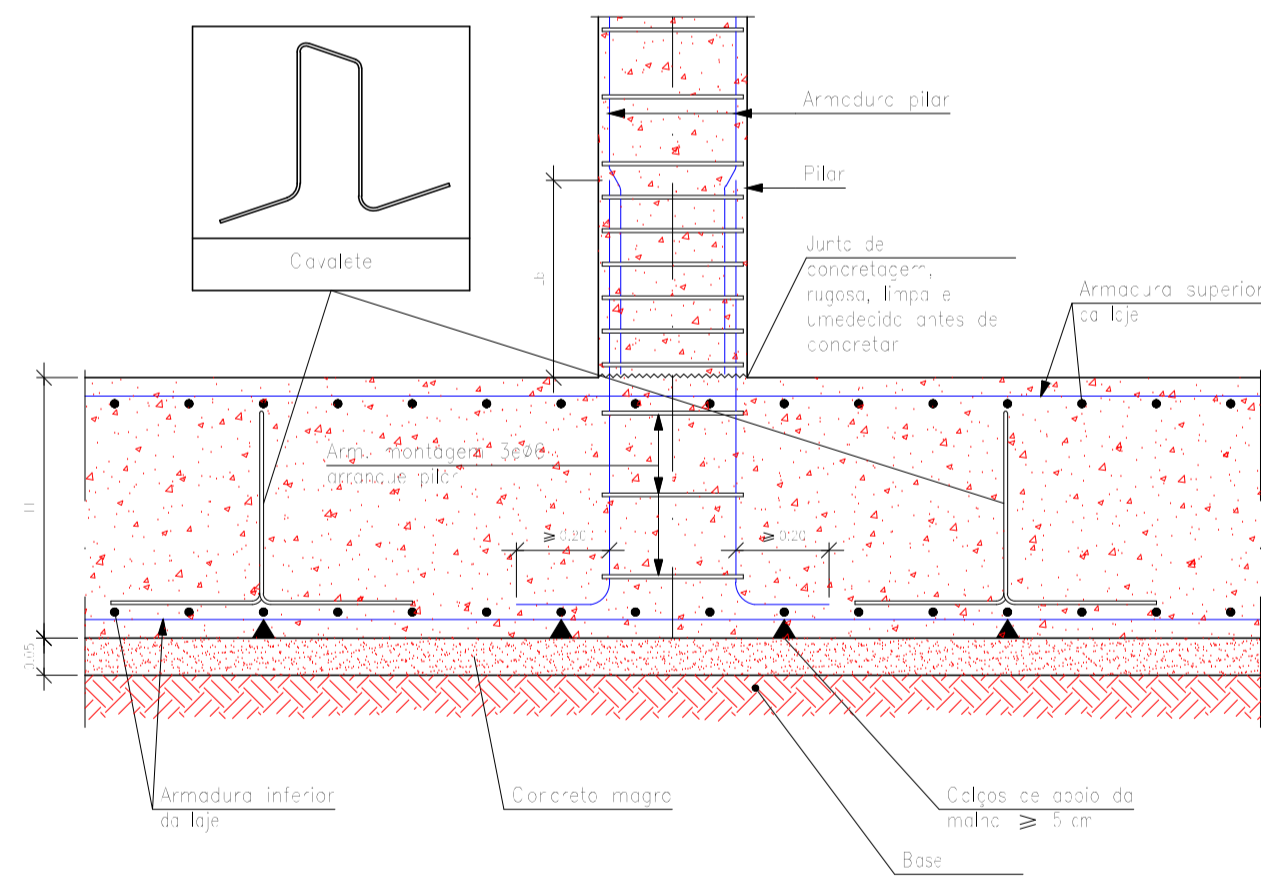 Cavalete
Armadura pilar
Pilar
Junta de
concretagem,
rugosa, limpa e
umedecida antes de
concretar
Armadura superior
da laje
Arm. montagem
arranque pilar
≥ 0.20
≥ 0.20
0.05
Armadura inferior
da laje
Concreto magro
Calços de apoio da
malha ≥ 5 cm
Base